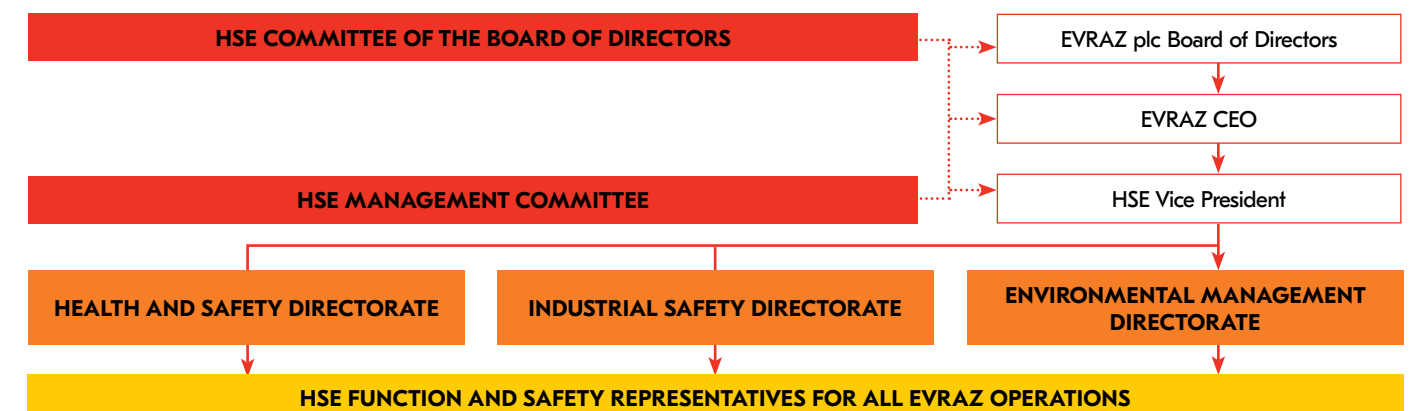 HSE COMMITTEE OF THE BOARD OF DIRECTORS
EVRAZ plc Board of Directors
EVRAZ CEO
HSE MANAGEMENT COMMITTEE
HSE Vice President
HEALTH AND SAFETY DIRECTORATE
INDUSTRIAL SAFETY DIRECTORATE
ENVIRONMENTAL MANAGEMENT
DIRECTORATE
HSE FUNCTION AND SAFETY REPRESENTATIVES FOR ALL EVRAZ OPERATIONS